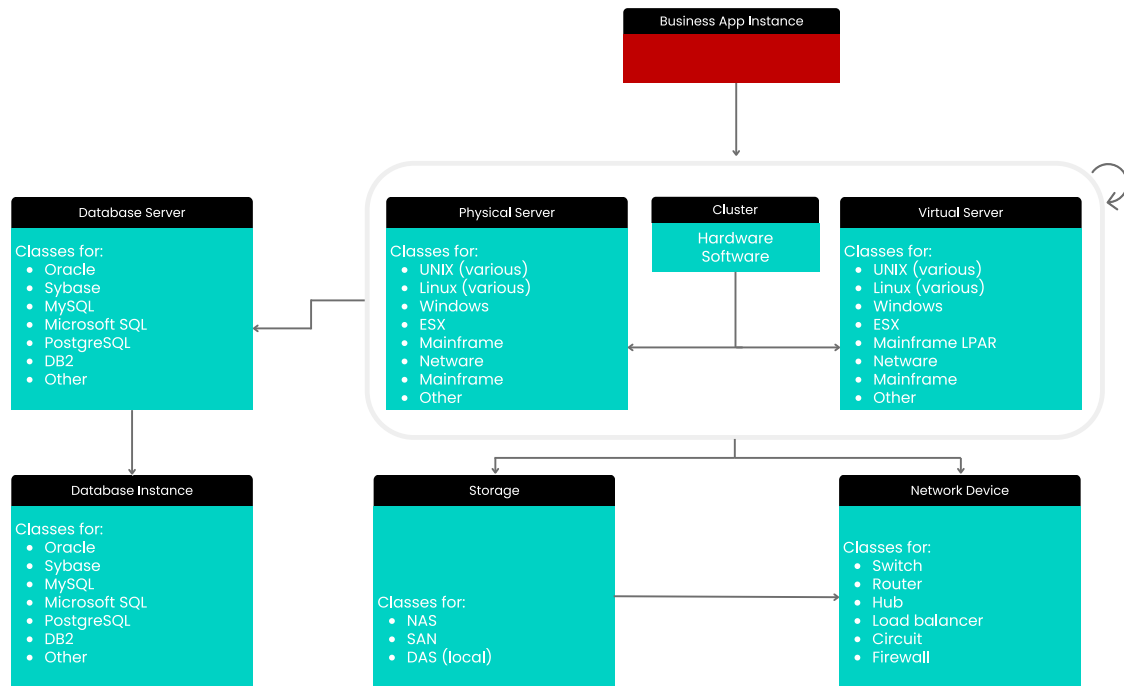 Business App Instance
Database Server
Classes for:
Oracle
Sybase
MySQL
Microsoft SQL
PostgreSQL
DB2
Other
Physical Server
Classes for:
UNIX (various)
Linux (various)
Windows
ESX
Mainframe
Netware
Mainframe
Other
Cluster
Hardware
Software
Virtual Server
Classes for:
UNIX (various)
Linux (various)
Windows
ESX
Mainframe LPAR
Netware
Mainframe
Other
Database Instance
Classes for:
Oracle
Sybase
MySQL
Microsoft SQL
PostgreSQL
DB2
Other
Storage
Classes for:
NAS
SAN
DAS (local)
Network Device
Classes for:
Switch
Router
Hub
Load balancer
Circuit
Firewall